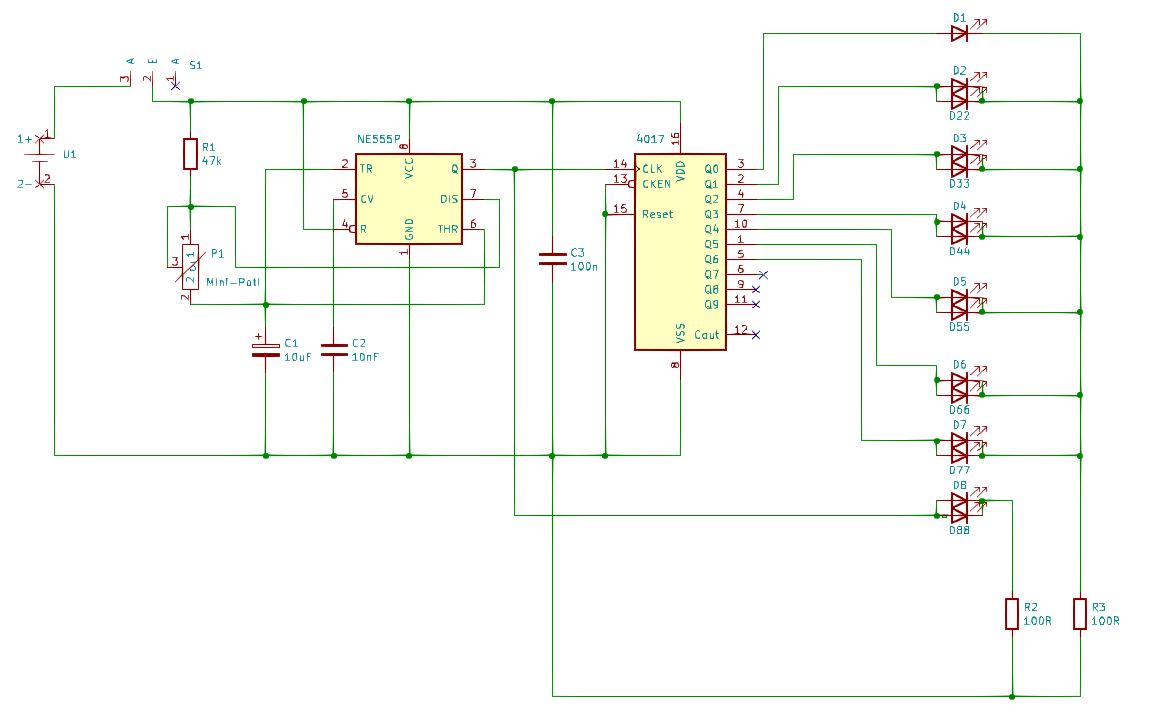 D1
A E A
S1
3 2 1
D2
D22
1+ 1
U1
2- 2
R1
47k
NE555P
8
2 TR VCC Q 3
5 CV DIS 7
4 R GND THR 6
1
4017
16
14 CLK VDD Q0 3
13 CKEN Q1 2
Q2 4
15 Reset Q3 7
Q4 10
Q5 1
Q6 5
Q7 6
Q8 9
Q9 11
VSS Cout 12
8
D3
D33
D4
D44
1
P1
3
Mini-Poti
2
C3
100n
D5
D55
+
C1
10uF
C2
10nF
D6
D66
D7
D77
D8
D88
R2
100R
R3
100R